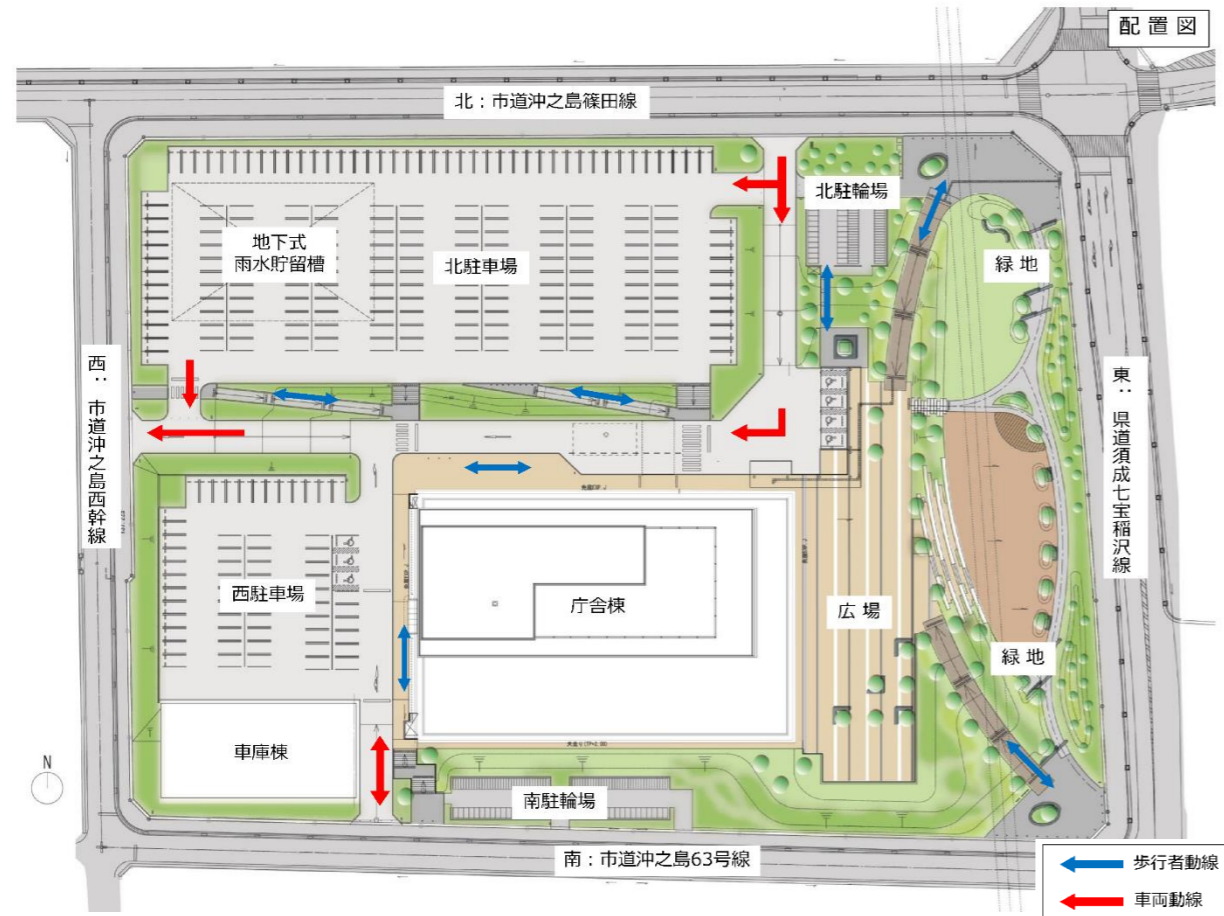 配 置 図
北：市道沖之島篠田線
北駐輪場
地下式
雨水貯留槽
北駐車場
緑 地
西：市道沖之島西幹線
東：県道須成七宝稲沢線
西駐車場
庁舎棟
広 場
緑 地
車庫棟
N
南駐輪場
南：市道沖之島63号線
歩行者動線
車両動線